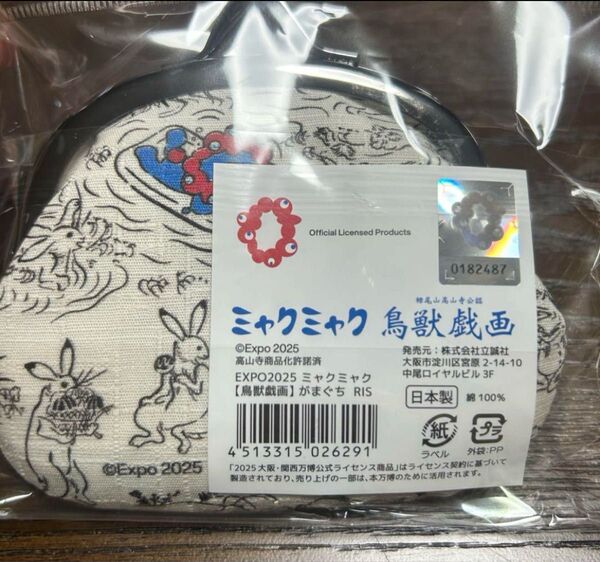 Official Licensed Products
0182487
栂尾山高山寺公認
ミャクミャク 鳥獣戯画
©Expo 2025
高山寺商品化許諾済
EXPO2025 ミャクミャク
【鳥獣戯画】がまぐち RIS
4 513315 026291
発売元：株式会社立誠社
大阪市淀川区宮原 2-14-10
中尾ロイヤルビル 3F
日本製 綿 100%
紙
ラベル
プラ
外袋:PP
「2025 大阪・関西万博公式ライセンス商品」はライセンス契約に基づいて
製造されており、売り上げの一部は、本万博のために活用されます。
©Expo 2025